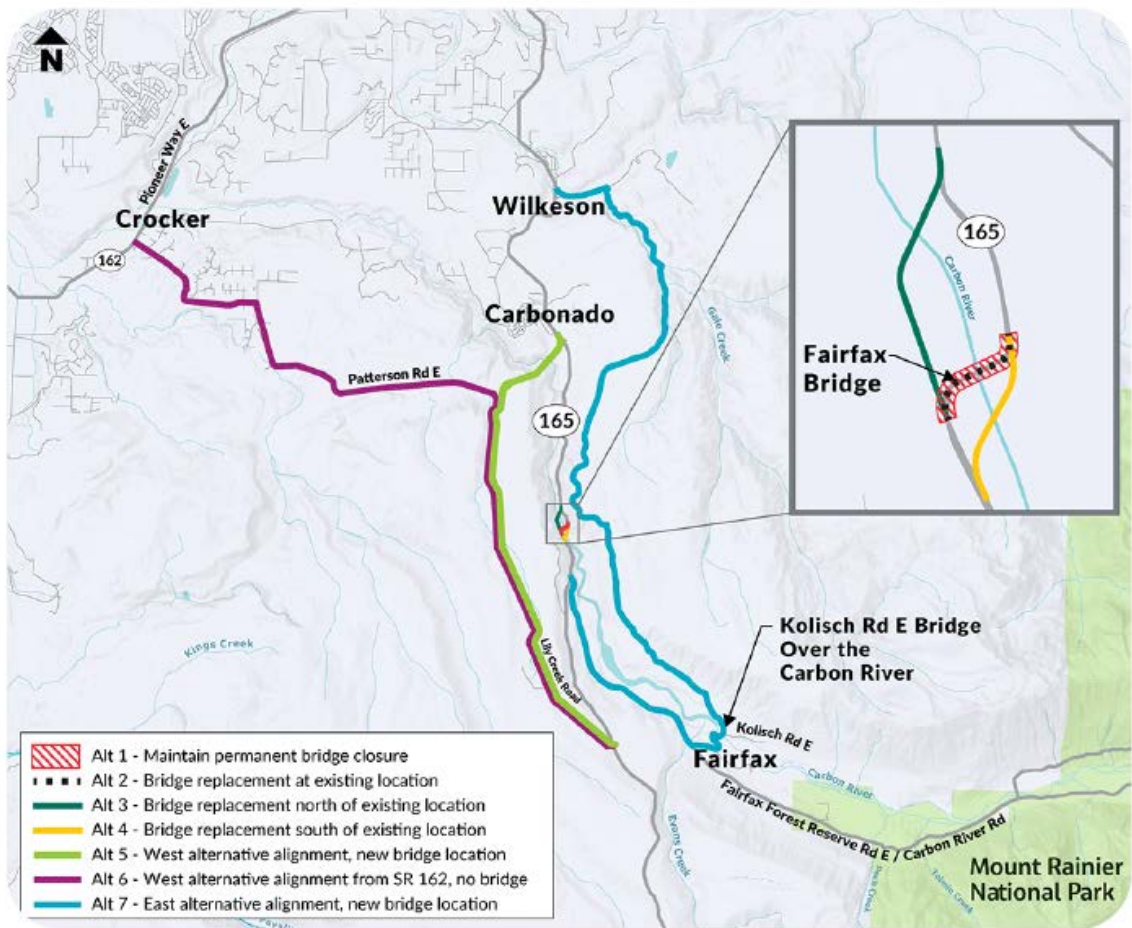 N
Pioneer Way E
Crocker
162
Wilkeson
Carbonado
Patterson Rd E
165
Gale Creek
165
Carbon River
Fairfax
Bridge
Kings Creek
Lily Creek Road
Kolisch Rd E Bridge
Over the
Carbon River
Kolisch Rd E
Fairfax
Carbon River
Fairfax Forest Reserve Rd E / Carbon River Rd
Evans Creek
Mount Rainier
National Park
Alt 1 - Maintain permanent bridge closure
Alt 2 - Bridge replacement at existing location
Alt 3 - Bridge replacement north of existing location
Alt 4 - Bridge replacement south of existing location
Alt 5 - West alternative alignment, new bridge location
Alt 6 - West alternative alignment from SR 162, no bridge
Alt 7 - East alternative alignment, new bridge location